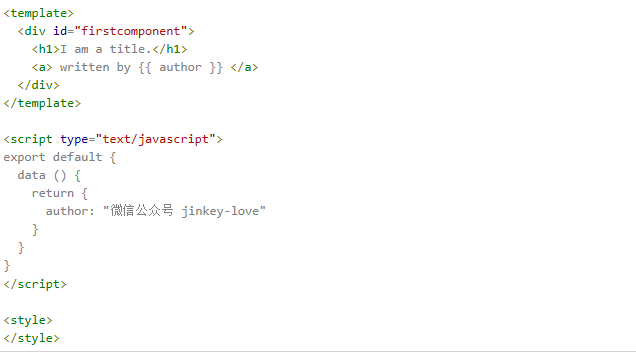 <template>
  <div id="firstcomponent">
    <h1>I am a title.</h1>
    <a> written by {{ author }} </a>
  </div>
</template>

<script type="text/javascript">
export default {
  data () {
    return {
      author: "微信公众号 jinkey-love"
    }
  }
}
</script>

<style>
</style>